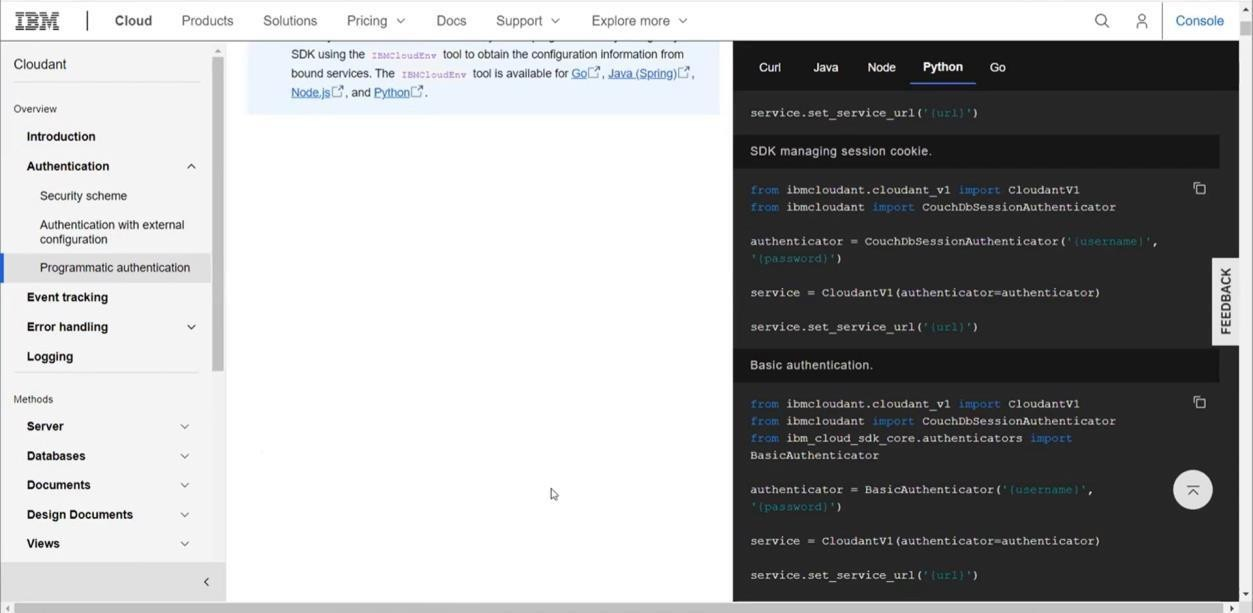 IBM Cloud Products Solutions Pricing Docs Support Explore more Console
Cloudant
Overview
Introduction
Authentication
Security scheme
Authentication with external
configuration
Programmatic authentication
Event tracking
Error handling
Logging
Methods
Server
Databases
Documents
Design Documents
Views
SDK using the IBMCloudEnv tool to obtain the configuration information from
bound services. The IBMCloudEnv tool is available for Go, Java (Spring),
Node.js, and Python.
Curl Java Node Python Go
service.set_service_url('{url}')
SDK managing session cookie.
from ibmcloudant.cloudant_v1 import CloudantV1
from ibmcloudant import CouchDbSessionAuthenticator
authenticator = CouchDbSessionAuthenticator('{username}',
'{password}')
service = CloudantV1(authenticator=authenticator)
service.set_service_url('{url}')
Basic authentication.
from ibmcloudant.cloudant_v1 import CloudantV1
from ibmcloudant import CouchDbSessionAuthenticator
from ibm_cloud_sdk_core.authenticators import
BasicAuthenticator
authenticator = BasicAuthenticator('{username}',
'{password}')
service = CloudantV1(authenticator=authenticator)
service.set_service_url('{url}')
FEEDBACK